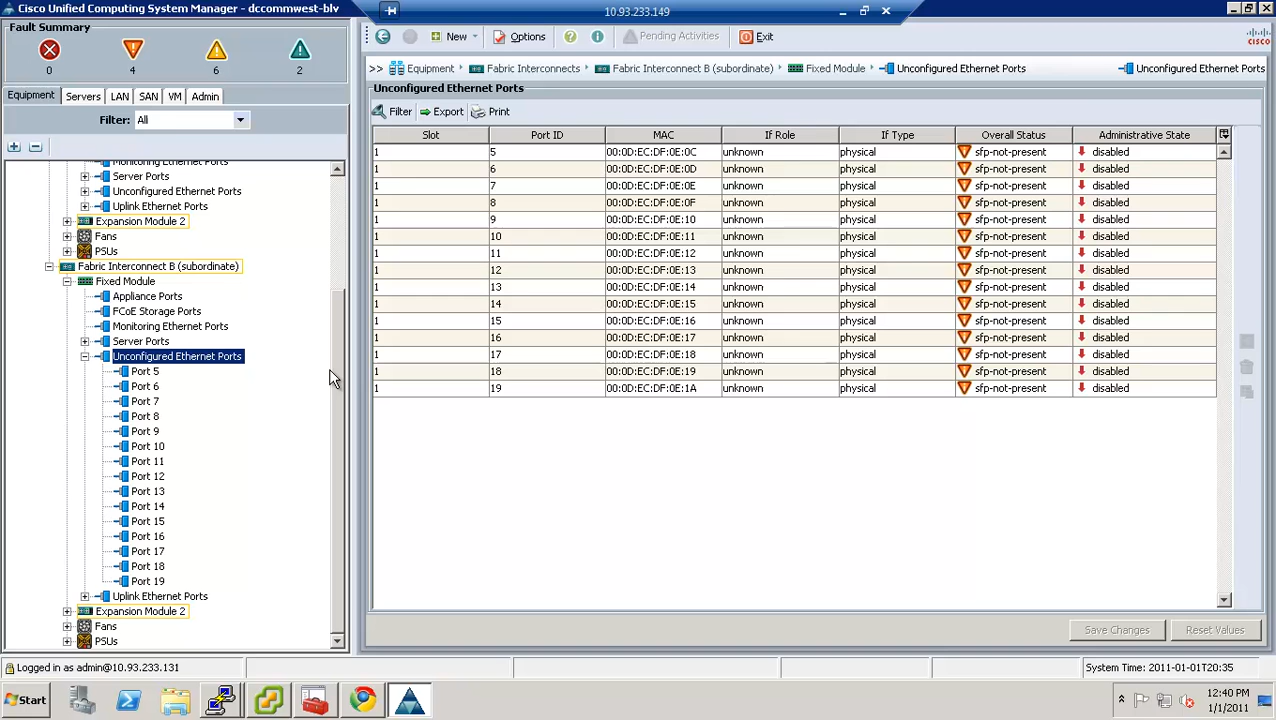 Cisco Unified Computing System Manager - dccommwest-blv
10.93.233.149
Fault Summary
0 4 6 2
New Options Pending Activities Exit
CISCO
>> Equipment Fabric Interconnects Fabric Interconnect B (subordinate) Fixed Module Unconfigured Ethernet Ports Unconfigured Ethernet Ports
Equipment Servers LAN SAN VM Admin
Filter: All
Unconfigured Ethernet Ports
Filter Export Print
Monitoring Ethernet Ports
Server Ports
Unconfigured Ethernet Ports
Uplink Ethernet Ports
Expansion Module 2
Fans
PSUs
Fabric Interconnect B (subordinate)
Fixed Module
Appliance Ports
FCoE Storage Ports
Monitoring Ethernet Ports
Server Ports
Unconfigured Ethernet Ports
Port 5
Port 6
Port 7
Port 8
Port 9
Port 10
Port 11
Port 12
Port 13
Port 14
Port 15
Port 16
Port 17
Port 18
Port 19
Uplink Ethernet Ports
Expansion Module 2
Fans
PSUs
Slot Port ID MAC If Role If Type Overall Status Administrative State
1 5 00:0D:EC:DF:0E:0C unknown physical sfp-not-present disabled
1 6 00:0D:EC:DF:0E:0D unknown physical sfp-not-present disabled
1 7 00:0D:EC:DF:0E:0E unknown physical sfp-not-present disabled
1 8 00:0D:EC:DF:0E:0F unknown physical sfp-not-present disabled
1 9 00:0D:EC:DF:0E:10 unknown physical sfp-not-present disabled
1 10 00:0D:EC:DF:0E:11 unknown physical sfp-not-present disabled
1 11 00:0D:EC:DF:0E:12 unknown physical sfp-not-present disabled
1 12 00:0D:EC:DF:0E:13 unknown physical sfp-not-present disabled
1 13 00:0D:EC:DF:0E:14 unknown physical sfp-not-present disabled
1 14 00:0D:EC:DF:0E:15 unknown physical sfp-not-present disabled
1 15 00:0D:EC:DF:0E:16 unknown physical sfp-not-present disabled
1 16 00:0D:EC:DF:0E:17 unknown physical sfp-not-present disabled
1 17 00:0D:EC:DF:0E:18 unknown physical sfp-not-present disabled
1 18 00:0D:EC:DF:0E:19 unknown physical sfp-not-present disabled
1 19 00:0D:EC:DF:0E:1A unknown physical sfp-not-present disabled
Save Changes Reset Values
Logged in as admin@10.93.233.131
System Time: 2011-01-01T20:35
Start
12:40 PM
1/1/2011